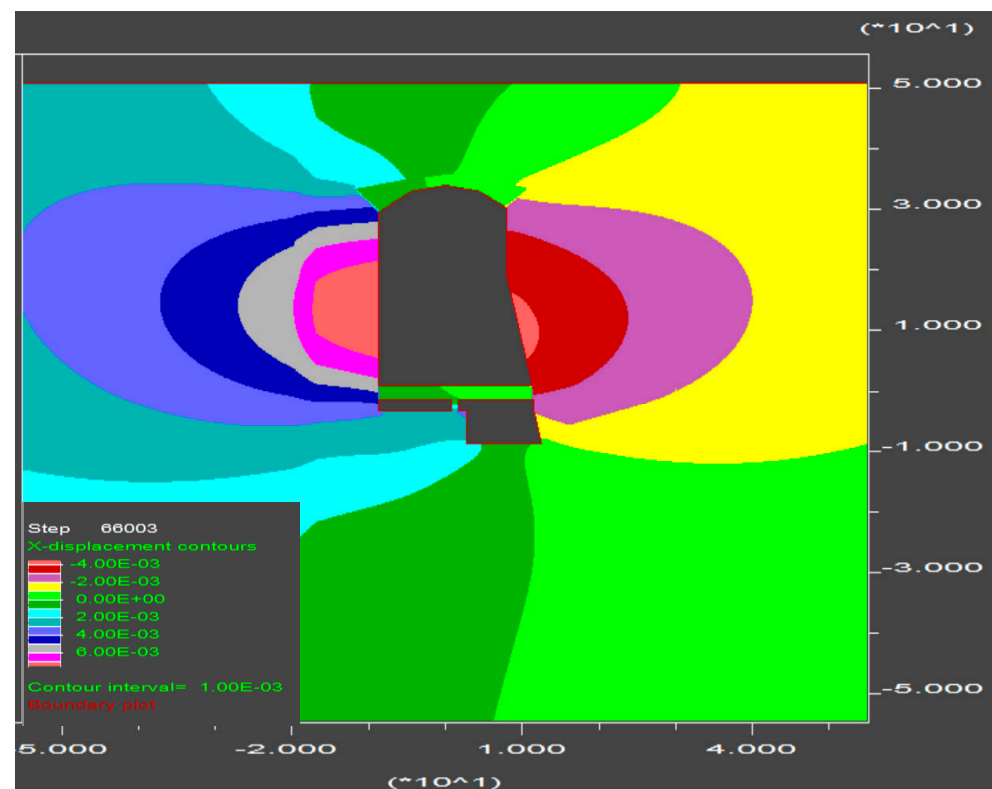 (*10^1)
5.000
3.000
1.000
-1.000
-3.000
-5.000
Step 66003
X-displacement contours
-4.00E-03
-2.00E-03
0.00E+00
2.00E-03
4.00E-03
6.00E-03
Contour interval= 1.00E-03
Boundary plot
5.000 -2.000 1.000 4.000
(*10^1)